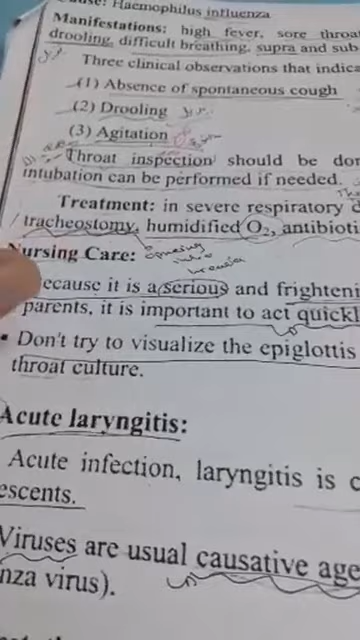 Haemophilus influenza
Manifestations: high fever, sore throat
drooling, difficult breathing, supra and sub
Three clinical observations that indica
(1) Absence of spontaneous cough
(2) Drooling
(3) Agitation
Throat inspection should be don
intubation can be performed if needed.
Treatment: in severe respiratory d
tracheostomy, humidified O₂, antibioti
Nursing Care:
ecause it is a serious and frighteni
parents, it is important to act quickl
• Don't try to visualize the epiglottis
throat culture.
Acute laryngitis:
Acute infection, laryngitis is c
escents.
Viruses are usual causative age
nza virus).